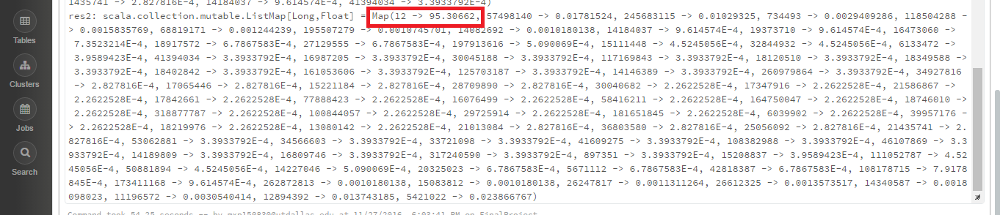 Tables
Clusters
Jobs
Search
1435741 -> 2.827816E-4, 14184037 -> 9.614574E-4, 41394034 -> 3.3933792E-4)
res2: scala.collection.mutable.ListMap[Long,Float] = Map(12 -> 95.30662, 57498140 -> 0.01781524, 245683115 -> 0.01029325, 734493 -> 0.0029409286, 118504288 -
> 0.0015835769, 68819171 -> 0.001244239, 195507279 -> 0.0010745701, 14082692 -> 0.0010180138, 14184037 -> 9.614574E-4, 19373710 -> 9.614574E-4, 16473060 ->
7.3523214E-4, 18917572 -> 6.7867583E-4, 27129555 -> 6.7867583E-4, 197913616 -> 5.090069E-4, 15111448 -> 4.5245056E-4, 32844932 -> 4.5245056E-4, 6133472 ->
3.9589423E-4, 41394034 -> 3.3933792E-4, 16987205 -> 3.3933792E-4, 30045188 -> 3.3933792E-4, 117169843 -> 3.3933792E-4, 18120510 -> 3.3933792E-4, 18349588 ->
3.3933792E-4, 18402842 -> 3.3933792E-4, 161053606 -> 3.3933792E-4, 125703187 -> 3.3933792E-4, 14146389 -> 3.3933792E-4, 260979864 -> 3.3933792E-4, 34927816
-> 2.827816E-4, 17065446 -> 2.827816E-4, 15221184 -> 2.827816E-4, 28709890 -> 2.827816E-4, 30040682 -> 2.2622528E-4, 17347916 -> 2.2622528E-4, 21586867 ->
2.2622528E-4, 17842661 -> 2.2622528E-4, 77888423 -> 2.2622528E-4, 16076499 -> 2.2622528E-4, 58416211 -> 2.2622528E-4, 164750047 -> 2.2622528E-4, 18746010 ->
2.2622528E-4, 318877787 -> 2.2622528E-4, 100844057 -> 2.2622528E-4, 29725914 -> 2.2622528E-4, 181651845 -> 2.2622528E-4, 6039902 -> 2.2622528E-4, 39957176 -
> 2.2622528E-4, 18219976 -> 2.2622528E-4, 13080142 -> 2.2622528E-4, 21013084 -> 2.827816E-4, 36803580 -> 2.827816E-4, 25056092 -> 2.827816E-4, 21435741 -> 2.
827816E-4, 53062881 -> 3.3933792E-4, 34566603 -> 3.3933792E-4, 33721098 -> 3.3933792E-4, 41609275 -> 3.3933792E-4, 108382988 -> 3.3933792E-4, 46107869 -> 3.3
933792E-4, 14189809 -> 3.3933792E-4, 16809746 -> 3.3933792E-4, 317240590 -> 3.3933792E-4, 897351 -> 3.3933792E-4, 15208837 -> 3.9589423E-4, 111052787 -> 4.52
45056E-4, 50881894 -> 4.5245056E-4, 14227046 -> 5.090069E-4, 20325023 -> 6.7867583E-4, 5671112 -> 6.7867583E-4, 42818387 -> 6.7867583E-4, 108178715 -> 7.9178
845E-4, 173411168 -> 9.614574E-4, 262872813 -> 0.0010180138, 15083812 -> 0.0010180138, 26247817 -> 0.0011311264, 26612325 -> 0.0013573517, 14340587 -> 0.0018
098023, 11196572 -> 0.0030540414, 12894392 -> 0.013743185, 5421022 -> 0.023866767)
Command took 54.25 seconds -- by mxp150830@utdallas.edu at 11/27/2016, 6:03:41 PM on FinalProject